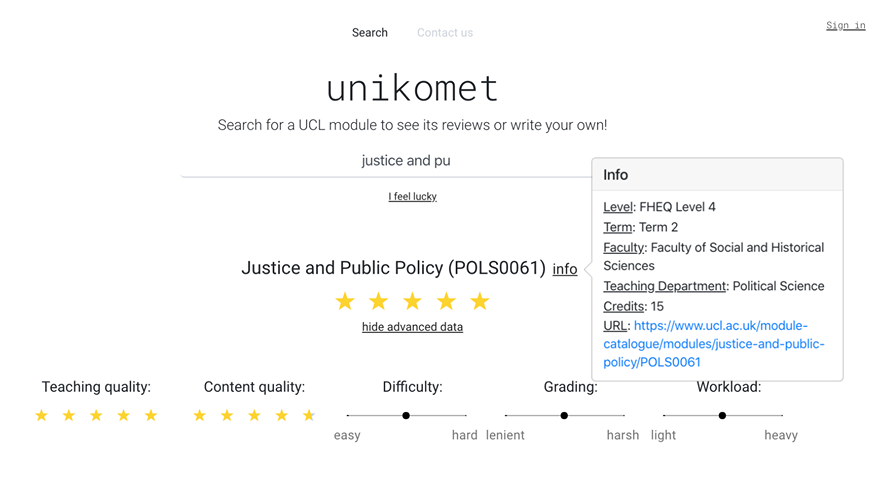 Search Contact us Sign in
unikomet
Search for a UCL module to see its reviews or write your own!
justice and pu
I feel lucky
Justice and Public Policy (POLS0061) info
hide advanced data
Info
Level: FHEQ Level 4
Term: Term 2
Faculty: Faculty of Social and Historical
Sciences
Teaching Department: Political Science
Credits: 15
URL: https://www.ucl.ac.uk/module-
catalogue/modules/justice-and-public-
policy/POLS0061
Teaching quality: Content quality: Difficulty: Grading: Workload:
easy hard lenient harsh light heavy